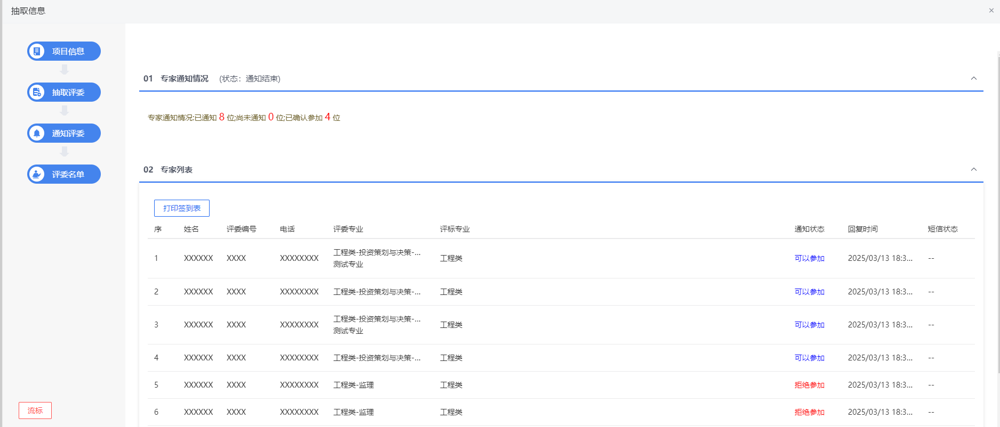 抽取信息
×
项目信息
抽取评委
通知评委
评委名单
流标
01 专家通知情况 (状态：通知结束)
专家通知情况:已通知 8 位;尚未通知 0 位;已确认参加 4 位
02 专家列表
打印签到表
序 姓名 评委编号 电话 评委专业 评标专业 通知状态 回复时间 短信状态
1 XXXXXX XXXX XXXXXXXX 工程类-投资策划与决策-... 工程类 可以参加 2025/03/13 18:3... --
测试专业
2 XXXXXX XXXX XXXXXXXX 工程类-投资策划与决策-... 工程类 可以参加 2025/03/13 18:3... --
3 XXXXXX XXXX XXXXXXXX 工程类-投资策划与决策-... 工程类 可以参加 2025/03/13 18:3... --
测试专业
4 XXXXXX XXXX XXXXXXXX 工程类-投资策划与决策-... 工程类 可以参加 2025/03/13 18:3... --
5 XXXXXX XXXX XXXXXXXX 工程类-监理 工程类 拒绝参加 2025/03/13 18:3... --
6 XXXXXX XXXX XXXXXXXX 工程类-监理 工程类 拒绝参加 2025/03/13 18:3... --